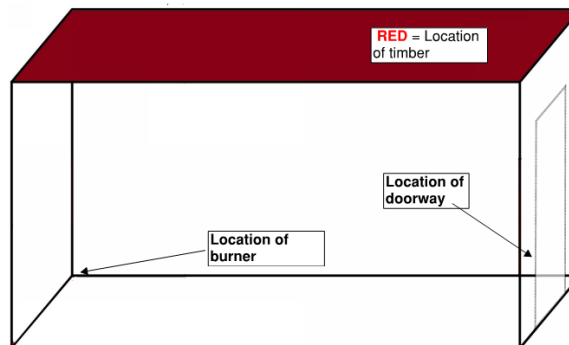 RED = Location
of timber
Location of
doorway
Location of
burner